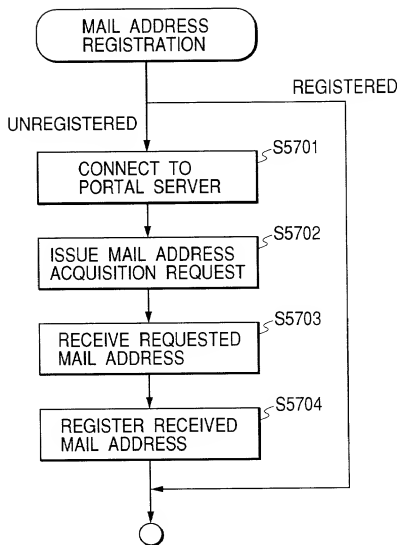 MAIL ADDRESS
REGISTRATION
REGISTERED
UNREGISTERED
S5701
CONNECT TO
PORTAL SERVER
S5702
ISSUE MAIL ADDRESS
ACQUISITION REQUEST
S5703
RECEIVE REQUESTED
MAIL ADDRESS
S5704
REGISTER RECEIVED
MAIL ADDRESS